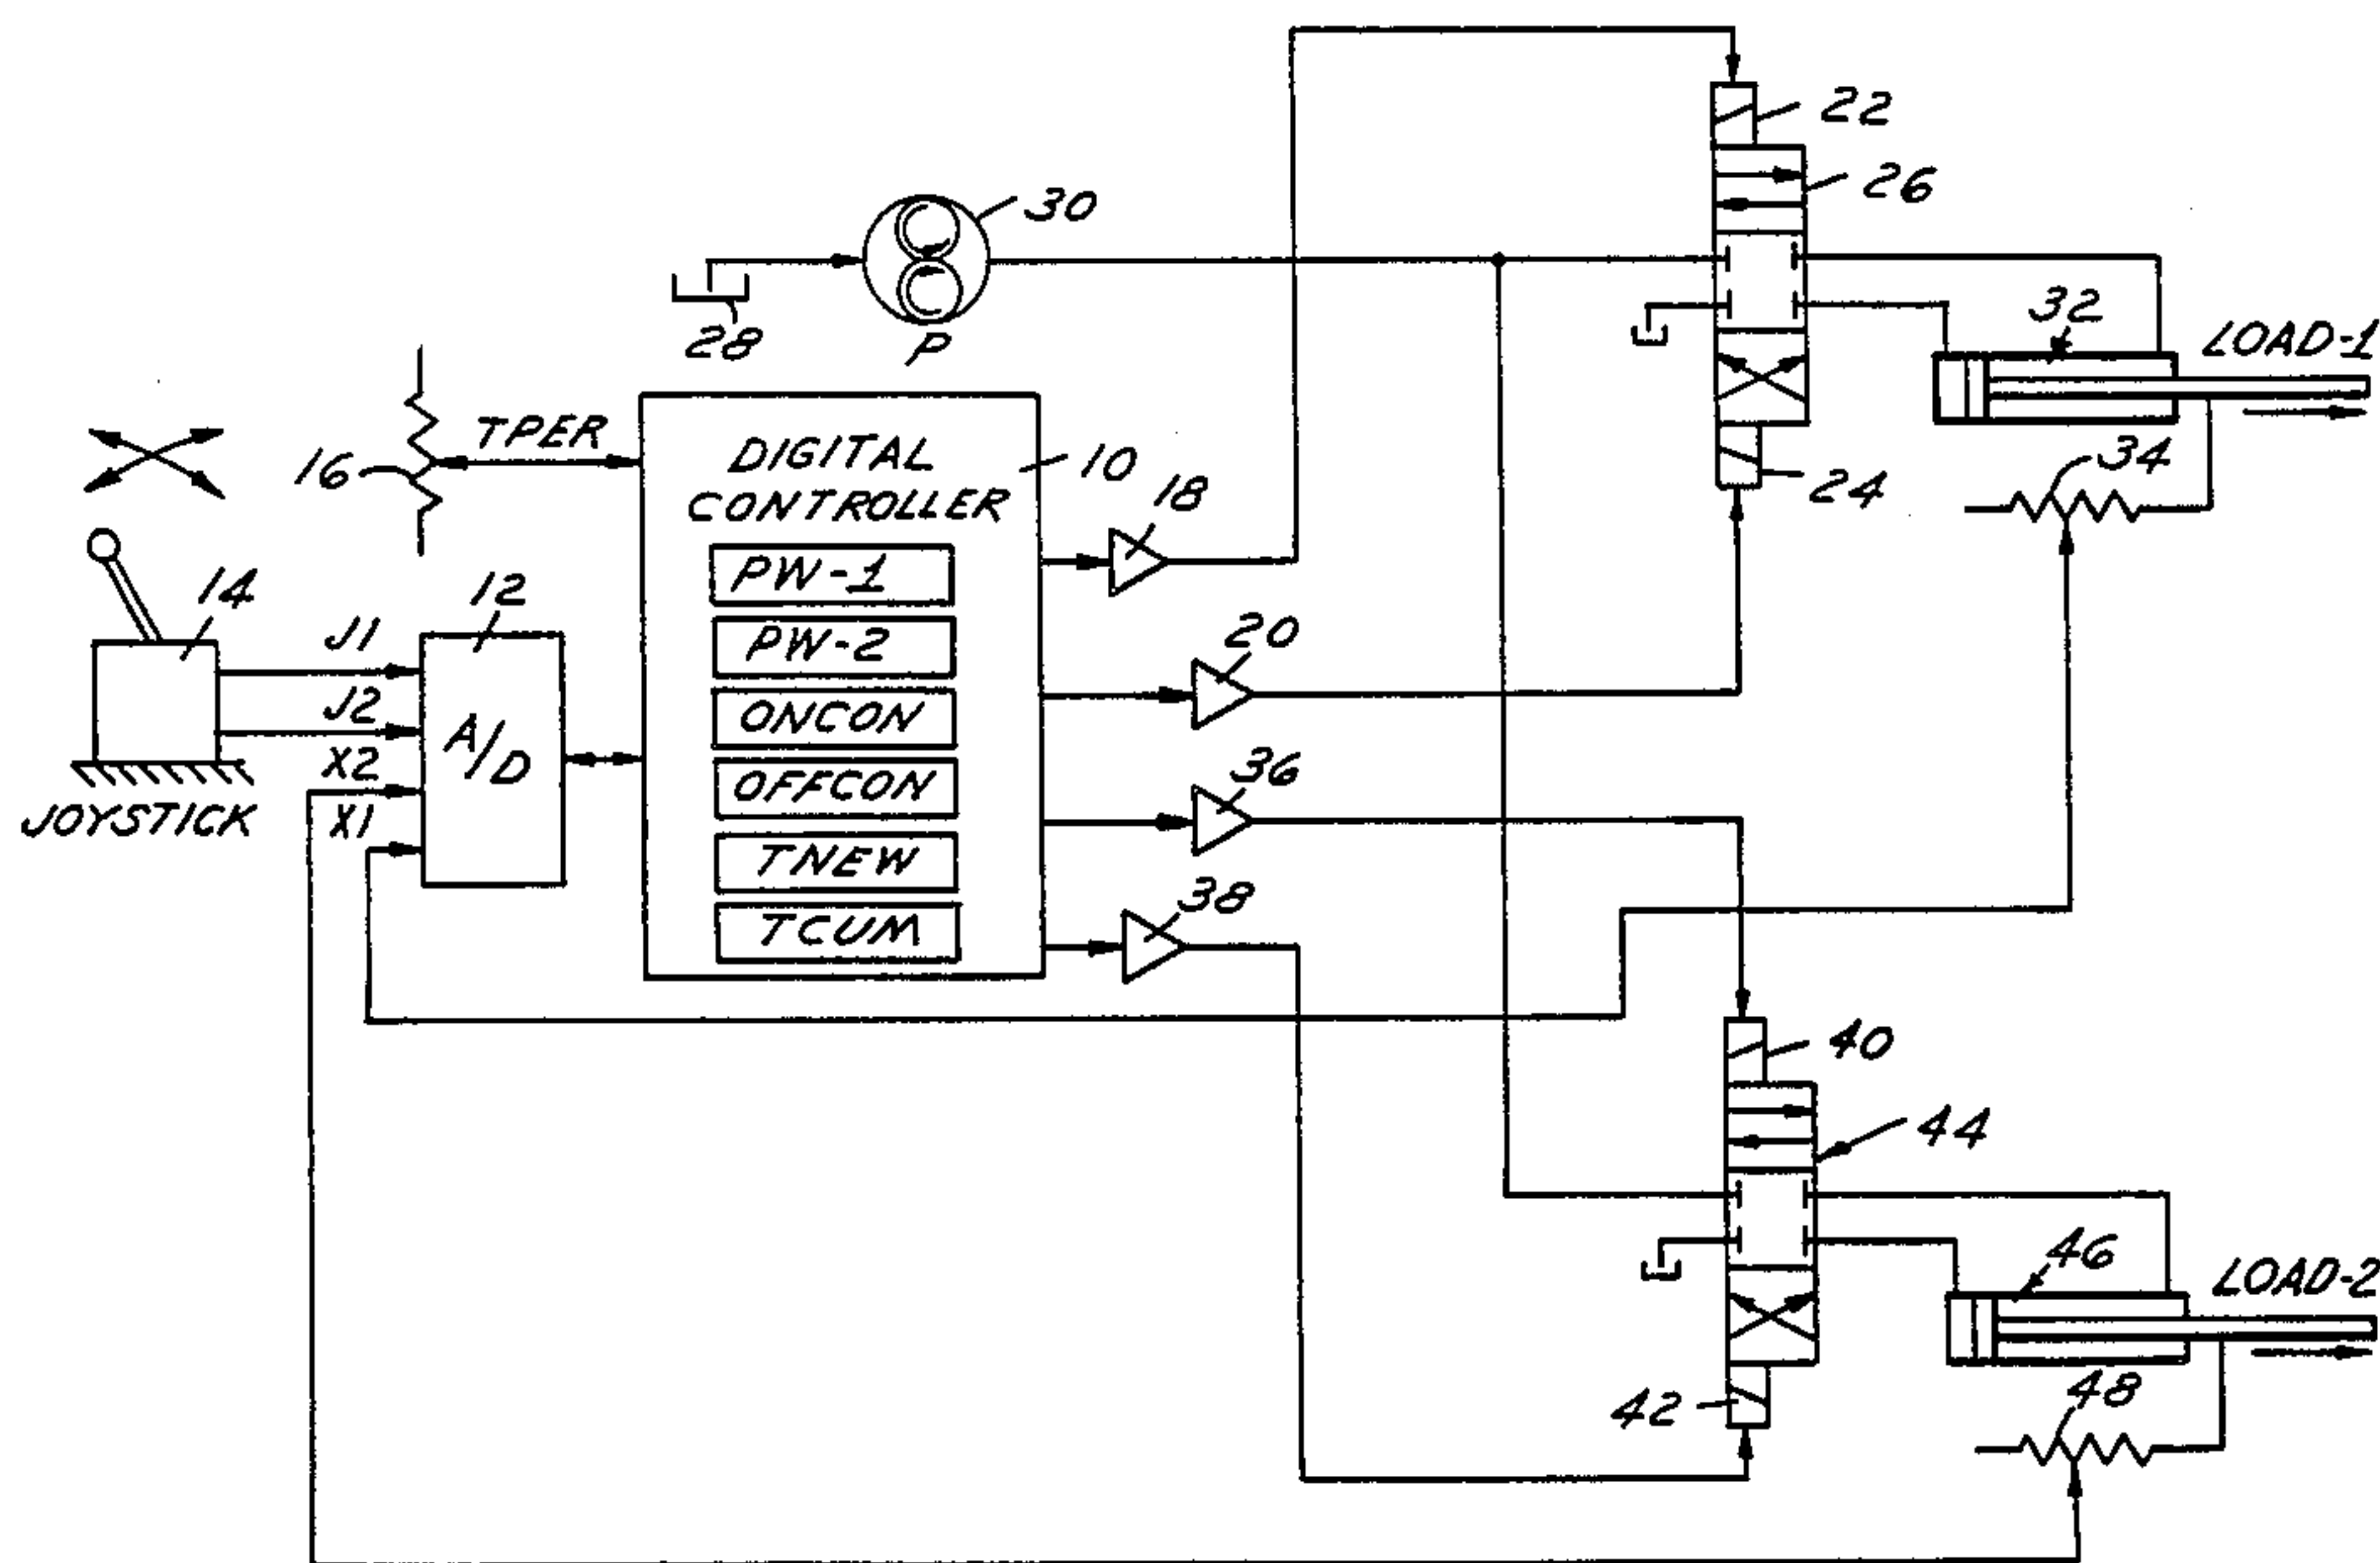 22
26
30
28
P
32
LOAD-1
34
24
16
TPER
DIGITAL
CONTROLLER
10
18
PW-1
PW-2
ONCON
OFFCON
TNEW
TCUM
14
JOYSTICK
J1
J2
X2
X1
12
A/D
20
36
38
40
44
46
LOAD-2
42
48